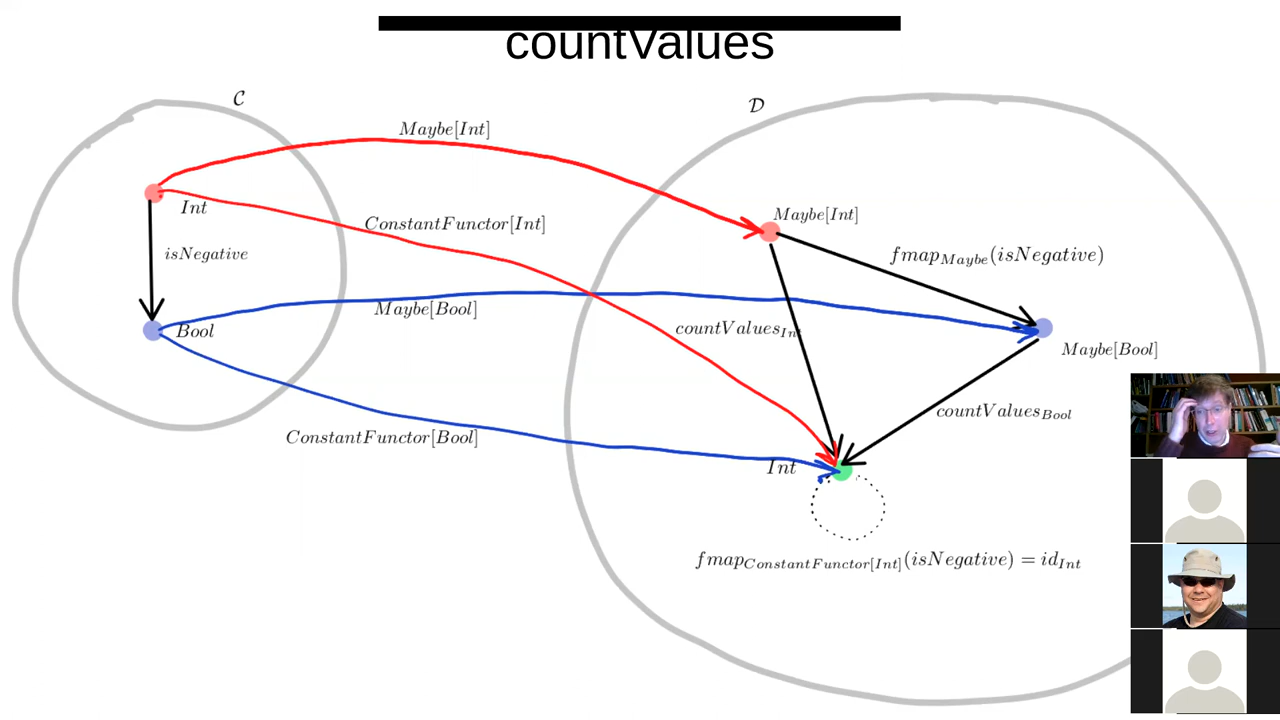 countValues
𝒞
𝒟
Maybe[Int]
Int
ConstantFunctor[Int]
Maybe[Int]
isNegative
fmap_Maybe(isNegative)
Maybe[Bool]
Bool
countValues_Int
Maybe[Bool]
countValues_Bool
ConstantFunctor[Bool]
Int
fmap_ConstantFunctor[Int](isNegative) = id_Int